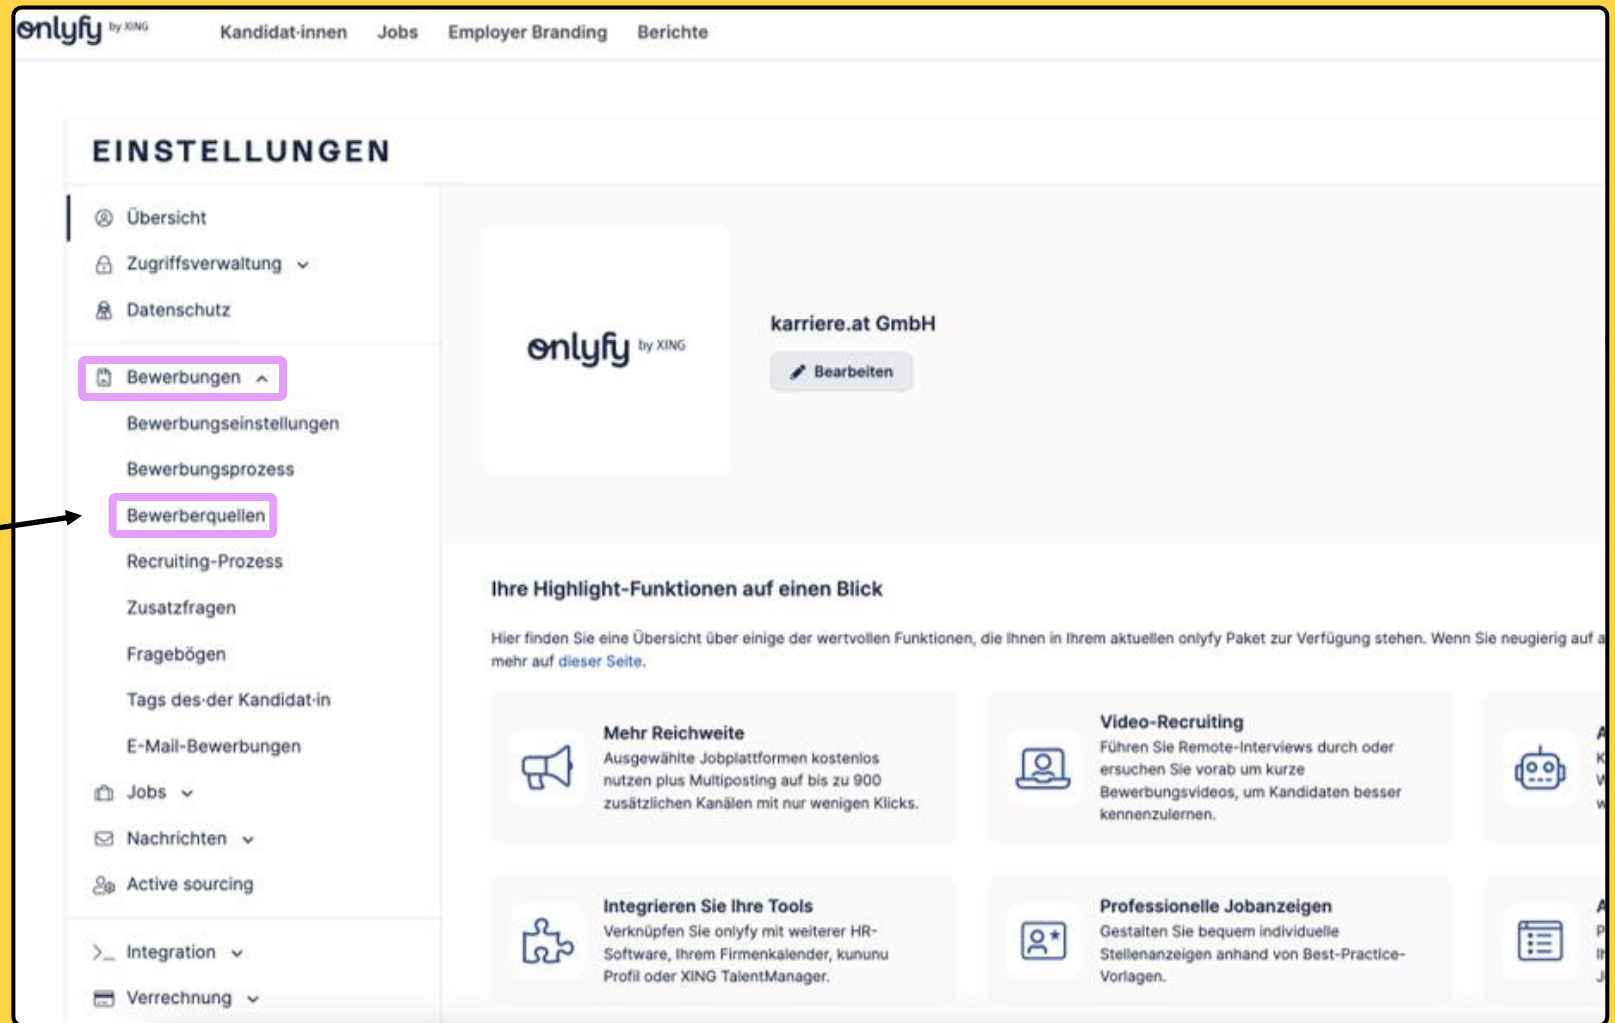 onlyfy by XING
Kandidat·innen Jobs Employer Branding Berichte
EINSTELLUNGEN
Übersicht
Zugriffsverwaltung
Datenschutz
Bewerbungen
Bewerbungseinstellungen
Bewerbungsprozess
Bewerberquellen
Recruiting-Prozess
Zusatzfragen
Fragebögen
Tags des·der Kandidat·in
E-Mail-Bewerbungen
Jobs
Nachrichten
Active sourcing
Integration
Verrechnung
onlyfy by XING
karriere.at GmbH
Bearbeiten
Ihre Highlight-Funktionen auf einen Blick
Hier finden Sie eine Übersicht über einige der wertvollen Funktionen, die Ihnen in Ihrem aktuellen onlyfy Paket zur Verfügung stehen. Wenn Sie neugierig auf
mehr auf dieser Seite.
Mehr Reichweite
Ausgewählte Jobplattformen kostenlos
nutzen plus Multiposting auf bis zu 900
zusätzlichen Kanälen mit nur wenigen Klicks.
Video-Recruiting
Führen Sie Remote-Interviews durch oder
ersuchen Sie vorab um kurze
Bewerbungsvideos, um Kandidaten besser
kennenzulernen.
Integrieren Sie Ihre Tools
Verknüpfen Sie onlyfy mit weiterer HR-
Software, Ihrem Firmenkalender, kununu
Profil oder XING TalentManager.
Professionelle Jobanzeigen
Gestalten Sie bequem individuelle
Stellenanzeigen anhand von Best-Practice-
Vorlagen.